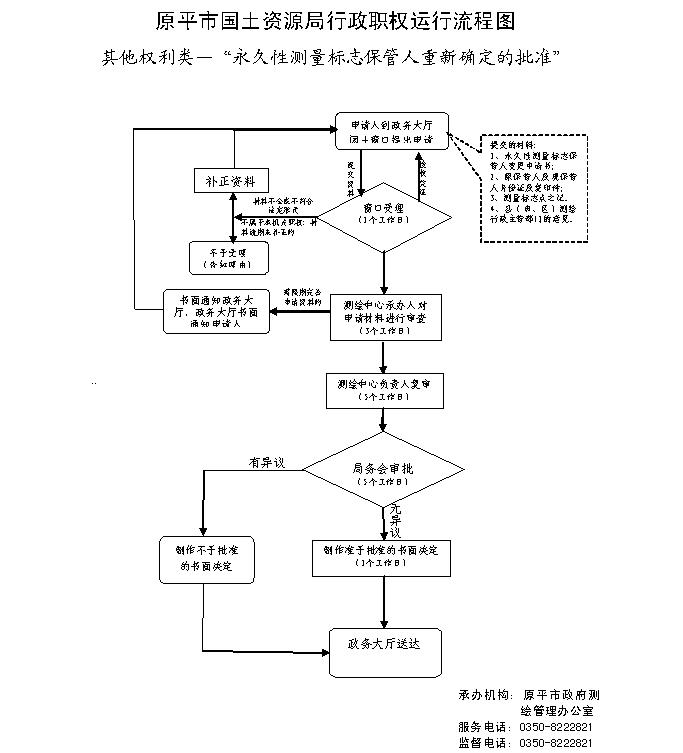 原平市国土资源局行政职权运行流程图
其他权利类—“永久性测量标志保管人重新确定的批准”
申请人到政务大厅
国土窗口提出申请
提交的材料:
1、永久性测量标志保
管人变更申请书;
2、原保管人及现保管
人身份证及复印件;
3、测量标志点之记。
4、县(市、区)测绘
行政主管部门的意见。
提交资料
补正资料
材料不全或不符合
法定形式
窗口受理
(1个工作日)
不属于本机关职权;材
料逾期未补正的
不予受理
(告知理由)
书面通知政务大
厅、政务大厅书面
通知申请人
需限期完善
申请资料的
测绘中心承办人对
申请材料进行审查
(3个工作日)
测绘中心负责人复审
(5个工作日)
有异议
局务会审批
(5个工作日)
无异议
制作不予批准
的书面决定
制作准予批准的书面决定
(1个工作日)
政务大厅送达
承办机构: 原平市政府测
绘管理办公室
服务电话: 0350-8222821
监督电话: 0350-8222821